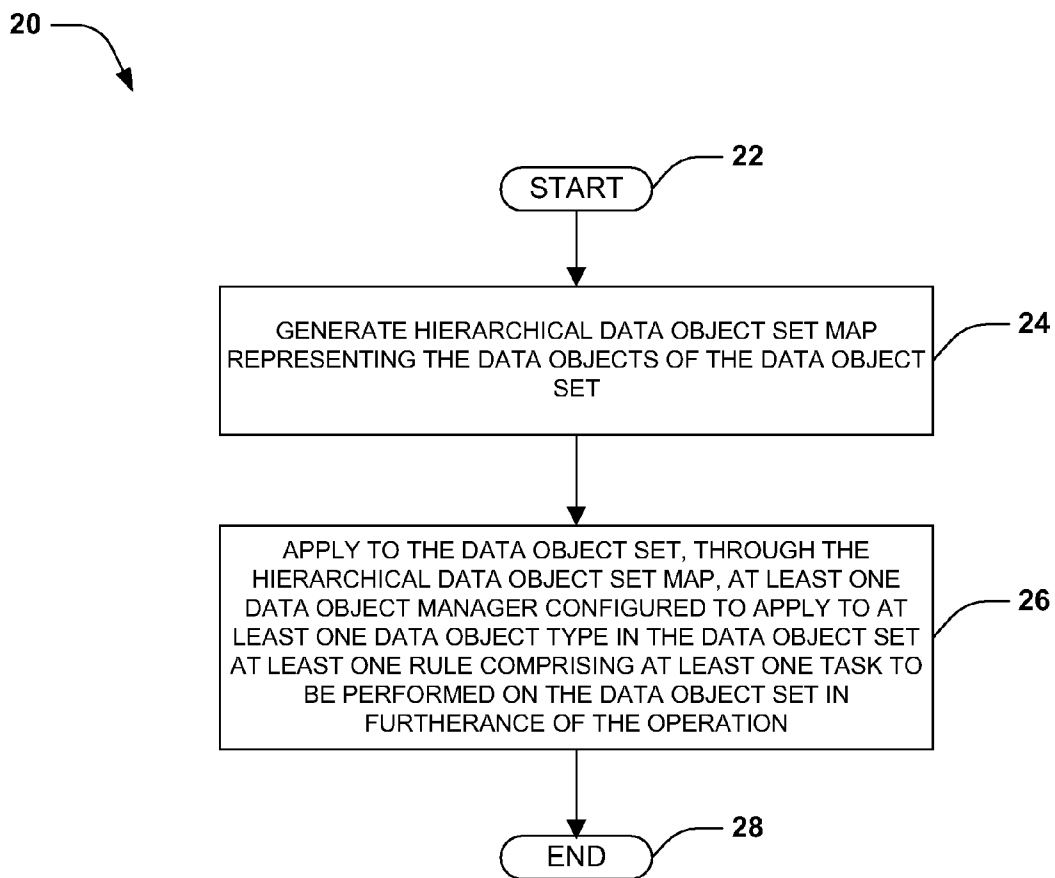 20
22
START
24
GENERATE HIERARCHICAL DATA OBJECT SET MAP
REPRESENTING THE DATA OBJECTS OF THE DATA OBJECT
SET
APPLY TO THE DATA OBJECT SET, THROUGH THE
HIERARCHICAL DATA OBJECT SET MAP, AT LEAST ONE
DATA OBJECT MANAGER CONFIGURED TO APPLY TO AT
LEAST ONE DATA OBJECT TYPE IN THE DATA OBJECT SET
AT LEAST ONE RULE COMPRISING AT LEAST ONE TASK TO
BE PERFORMED ON THE DATA OBJECT SET IN
FURTHERANCE OF THE OPERATION
26
28
END